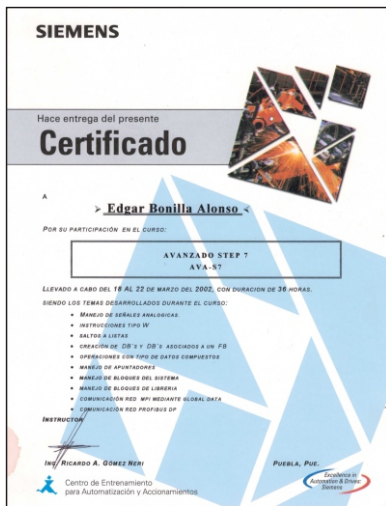 SIEMENS
Hace entrega del presente
Certificado
A
Edgar Bonilla Alonso
POR SU PARTICIPACIÓN EN EL CURSO:
AVANZADO STEP 7
AVA-S7
LLEVADO A CABO DEL 18 AL 22 DE MARZO DEL 2002, CON DURACION DE 36 HORAS.
SIENDO LOS TEMAS DESARROLLADOS DURANTE EL CURSO:
MANEJO DE SEÑALES ANALOGICAS.
INSTRUCCIONES TIPO W
SALTOS A LISTAS
CREACIÓN DE DB´S Y DB´S ASOCIADOS A UN FB
OPERACIONES CON TIPO DE DATOS COMPUESTOS
MANEJO DE APUNTADORES
MANEJO DE BLOQUES DEL SISTEMA
MANEJO DE BLOQUES DE LIBRERIA
COMUNICACIÓN RED MPI MEDIANTE GLOBAL DATA
COMUNICACIÓN RED PROFIBUS DP
INSTRUCTOR
ING. RICARDO A. GÓMEZ NERI
PUEBLA, PUE.
Centro de Entrenamiento
para Automatización y Accionamientos
Excellence in
Automation & Drives:
Siemens